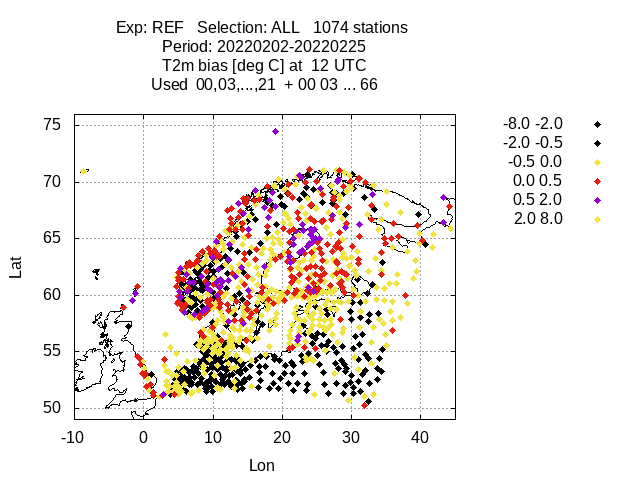 Exp: REF   Selection: ALL   1074 stations
Period: 20220202-20220225
T2m bias [deg C] at  12 UTC
Used  00,03,...,21  + 00 03 ... 66
-8.0 -2.0
-2.0 -0.5
-0.5 0.0
0.0 0.5
0.5 2.0
2.0 8.0
75
70
65
60
55
50
Lat
-10 0 10 20 30 40
Lon